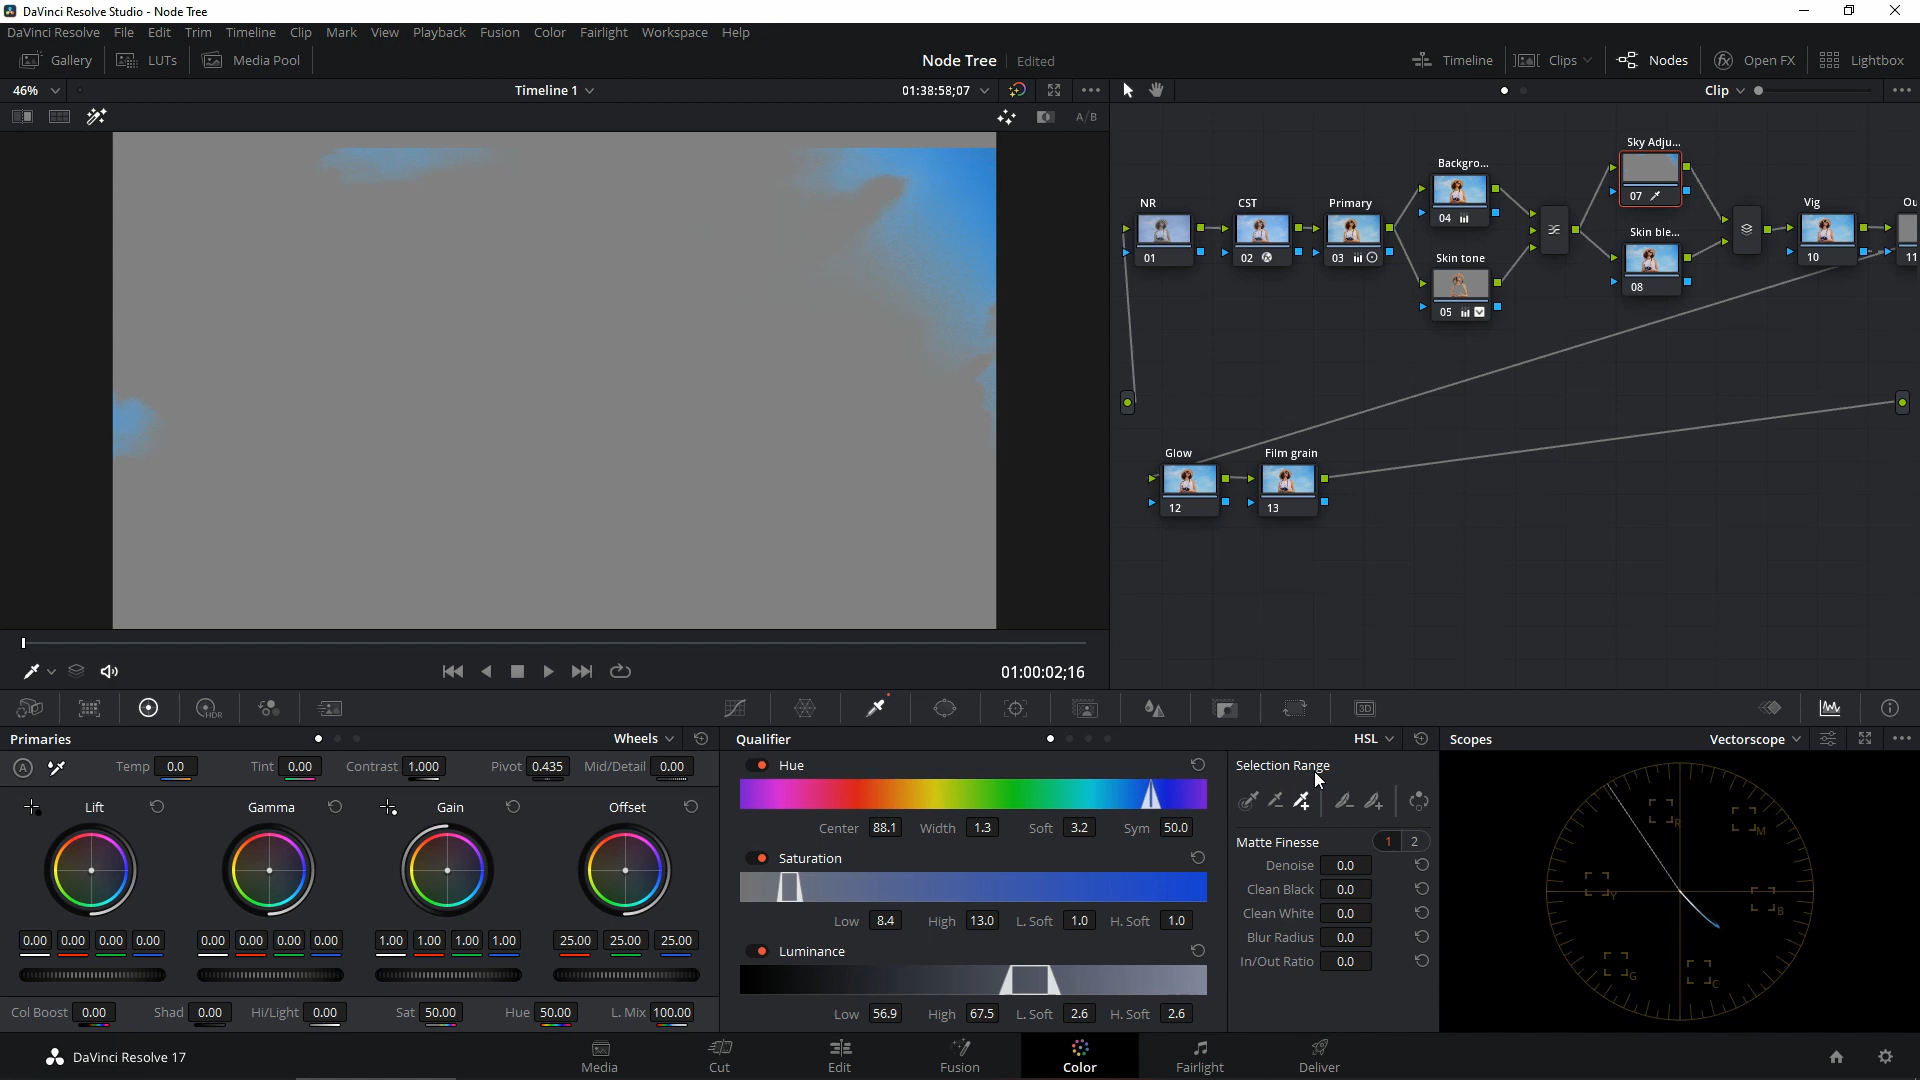 DaVinci Resolve Studio - Node Tree
DaVinci Resolve File Edit Trim Timeline Clip Mark View Playback Fusion Color Fairlight Workspace Help
Gallery LUTs Media Pool Node Tree Edited Timeline Clips Nodes Open FX Lightbox
46% Timeline 1 01:38:58;07 Clip
A/B
Sky Adju...
Backgro...
07
NR CST Primary Vig Ou
04
Skin ble...
01 02 03 10 11
Skin tone
08
05
Glow Film grain
12 13
01:00:02;16
HDR 3D
Primaries Wheels Qualifier HSL Scopes Vectorscope
A Temp 0.0 Tint 0.00 Contrast 1.000 Pivot 0.435 Mid/Detail 0.00
Hue Selection Range
Lift Gamma Gain Offset
Center 88.1 Width 1.3 Soft 3.2 Sym 50.0
R M
Matte Finesse 1 2
Saturation
Denoise 0.0
Clean Black 0.0
Y B
Low 8.4 High 13.0 L. Soft 1.0 H. Soft 1.0
Clean White 0.0
0.00 0.00 0.00 0.00 0.00 0.00 0.00 0.00 1.00 1.00 1.00 1.00 25.00 25.00 25.00
Blur Radius 0.0
Luminance
In/Out Ratio 0.0
G C
Col Boost 0.00 Shad 0.00 Hi/Light 0.00 Sat 50.00 Hue 50.00 L. Mix 100.00
Low 56.9 High 67.5 L. Soft 2.6 H. Soft 2.6
DaVinci Resolve 17 Media Cut Edit Fusion Color Fairlight Deliver